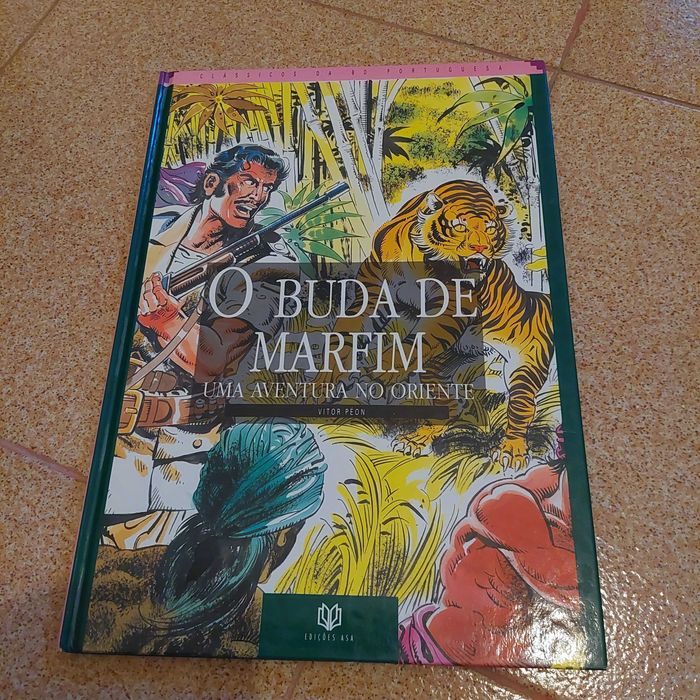 CLÁSSICOS DA BD PORTUGUESA
O BUDA DE
MARFIM
UMA AVENTURA NO ORIENTE
VITOR PÉON
EDIÇÕES ASA